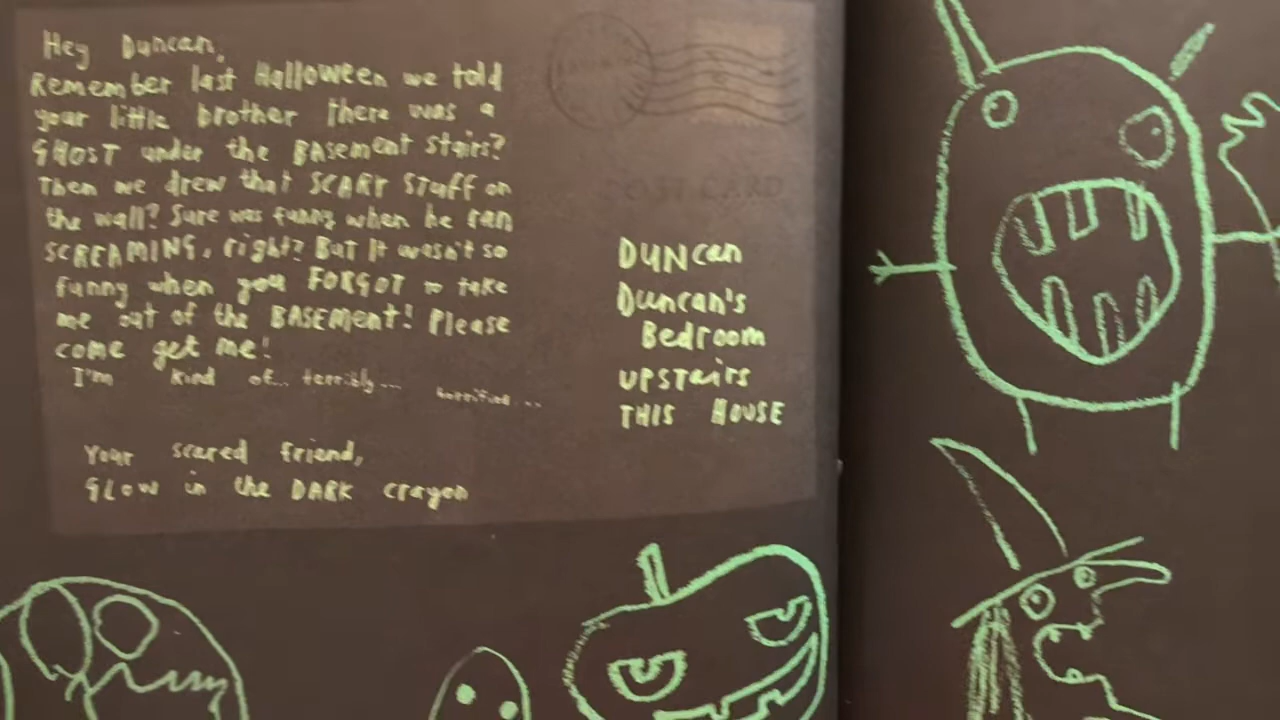 Hey Duncan,
Remember last Halloween we told
your little brother there was a
GHOST under the BASEment stairs?
Then we drew that SCARY STUFF on
the wall? Sure was funny when he ran
SCREAMING, right? But It wasn't so
funny when you FORGOT to take
me out of the BASEMENt! Please
come get me!
I'm kind of... terribly... horrified...
Your scared friend,
GLOW in the DARK crayon
POST CARD
DUNCan
Duncan's
Bedroom
UPSTairs
THIS HOUSE